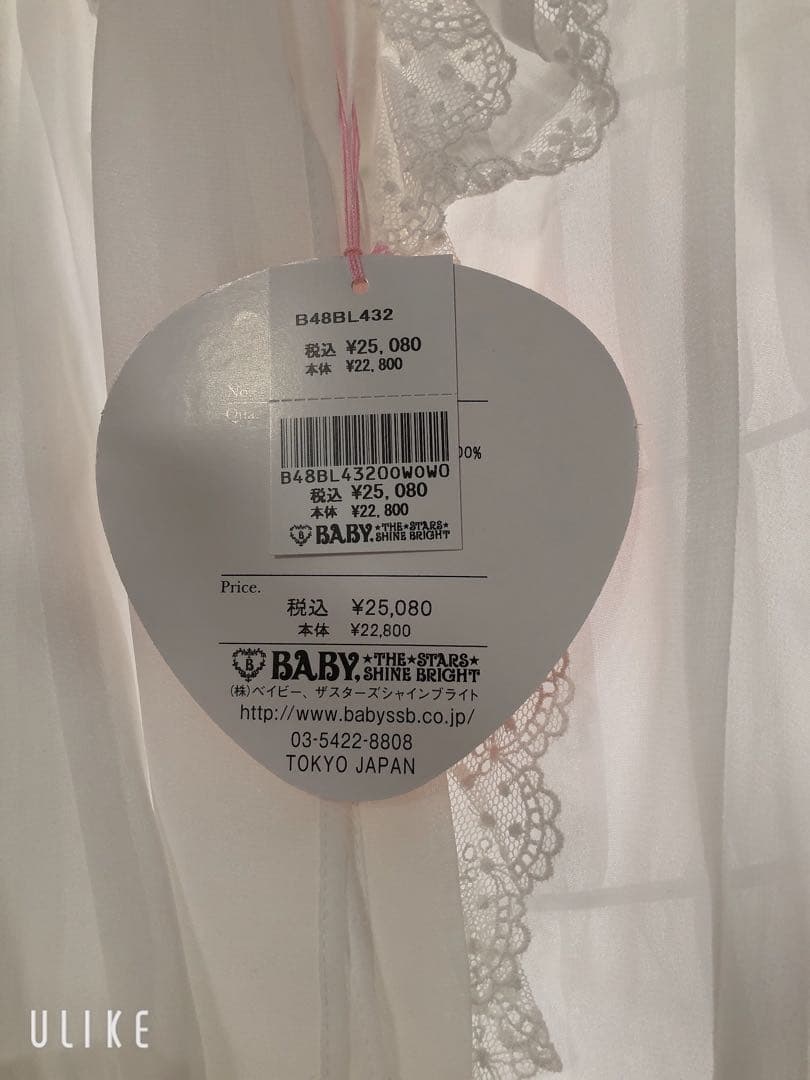 B48BL432
税込 ¥25,080
本体 ¥22,800
No.
Qua
00%
B48BL43200W0W0
税込 ¥25,080
本体 ¥22,800
B BABY, ★THE★STARS★ SHINE BRIGHT
Price.
税込 ¥25,080
本体 ¥22,800
B BABY, ★THE★STARS★ SHINE BRIGHT
(株)ベイビー、ザスターズシャインブライト
http://www.babyssb.co.jp/
03-5422-8808
TOKYO JAPAN
ULIKE